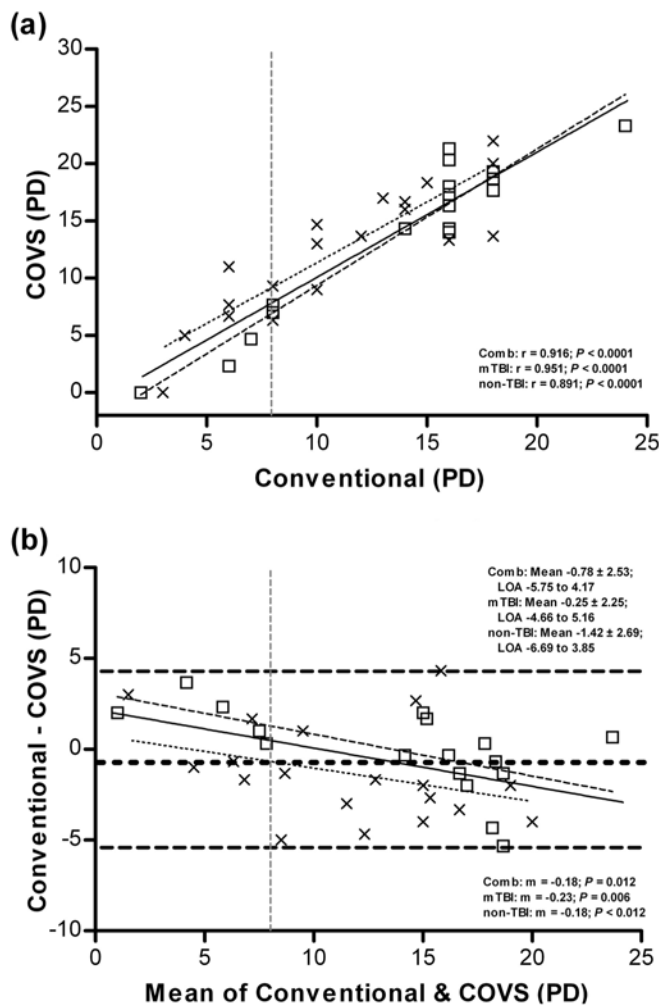 (a)
30
25
20
15
10
5
0
COVS (PD)
Comb: r = 0.916; P < 0.0001
mTBI: r = 0.951; P < 0.0001
non-TBI: r = 0.891; P < 0.0001
0 5 10 15 20 25
Conventional (PD)
(b)
10
5
0
-5
-10
Conventional - COVS (PD)
Comb: Mean -0.78 ± 2.53;
LOA -5.75 to 4.17
mTBI: Mean -0.25 ± 2.25;
LOA -4.66 to 5.16
non-TBI: Mean -1.42 ± 2.69;
LOA -6.69 to 3.85
Comb: m = -0.18; P = 0.012
mTBI: m = -0.23; P = 0.006
non-TBI: m = -0.18; P < 0.012
0 5 10 15 20 25
Mean of Conventional & COVS (PD)